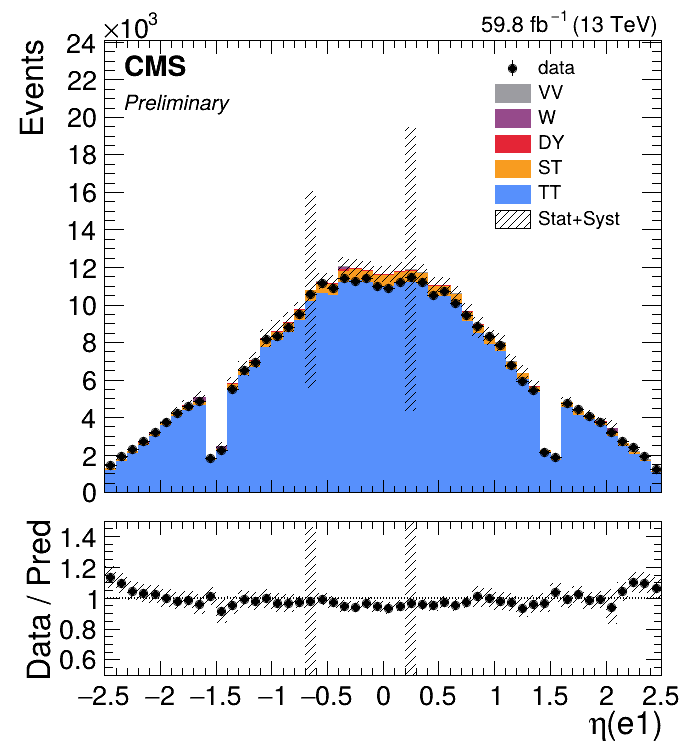 ×10³
59.8 fb⁻¹ (13 TeV)
Events
24
22
20
18
16
14
12
10
8
6
4
2
0
CMS
Preliminary
data
VV
W
DY
ST
TT
Stat+Syst
Data / Pred
1.4
1.2
1
0.8
0.6
−2.5 −2 −1.5 −1 −0.5 0 0.5 1 1.5 2 2.5
η(e1)